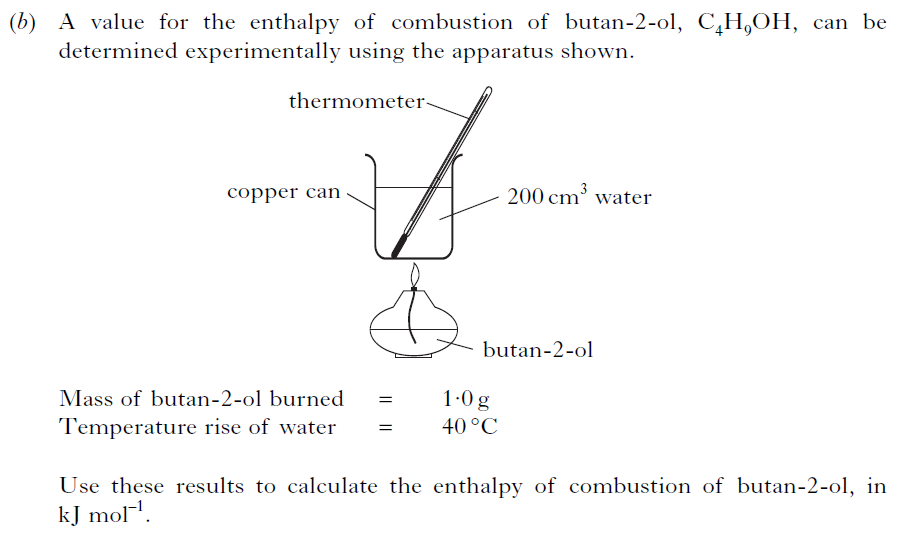 (b) A value for the enthalpy of combustion of butan-2-ol, C₄H₉OH, can be
determined experimentally using the apparatus shown.
thermometer
copper can
200 cm³ water
butan-2-ol
Mass of butan-2-ol burned = 1·0 g
Temperature rise of water = 40 °C
Use these results to calculate the enthalpy of combustion of butan-2-ol, in
kJ mol⁻¹.